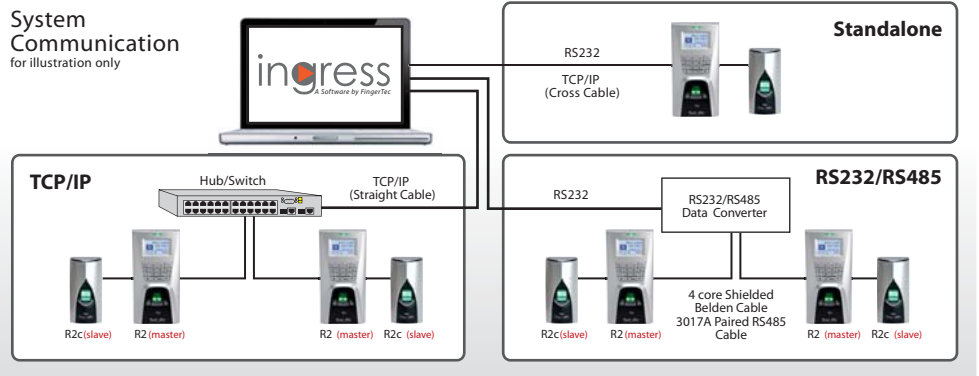 System
Communication
for illustration only
ingress
A Software by FingerTec
Standalone
RS232
TCP/IP
(Cross Cable)
TCP/IP
Hub/Switch
TCP/IP
(Straight Cable)
R2c(slave)
R2 (master)
R2 (master)
R2c (slave)
RS232/RS485
RS232
RS232/RS485
Data Converter
4 core Shielded
Belden Cable
3017A Paired RS485
Cable
R2c(slave)
R2 (master)
R2 (master)
R2c (slave)